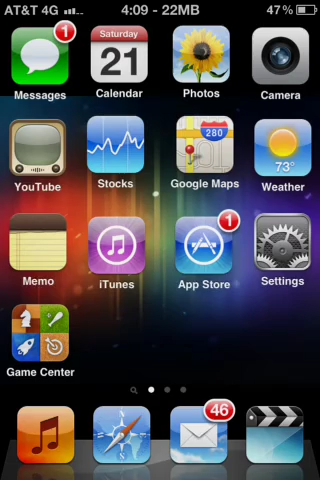 AT&T 4G 4:09 - 22MB 47%
1
Saturday
21
280
Messages Calendar Photos Camera
73°
YouTube Stocks Google Maps Weather
1
Memo iTunes App Store Settings
Game Center
46